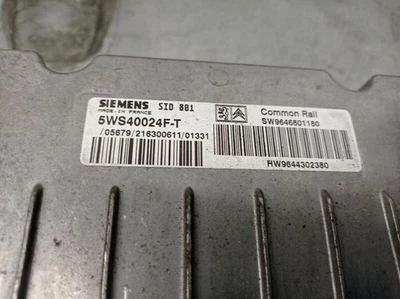 SIEMENS SID 801
MADE IN FRANCE
5WS40024F-T
/05679/216300611/01331
Common Rail
SW9646801180
HW9644302380